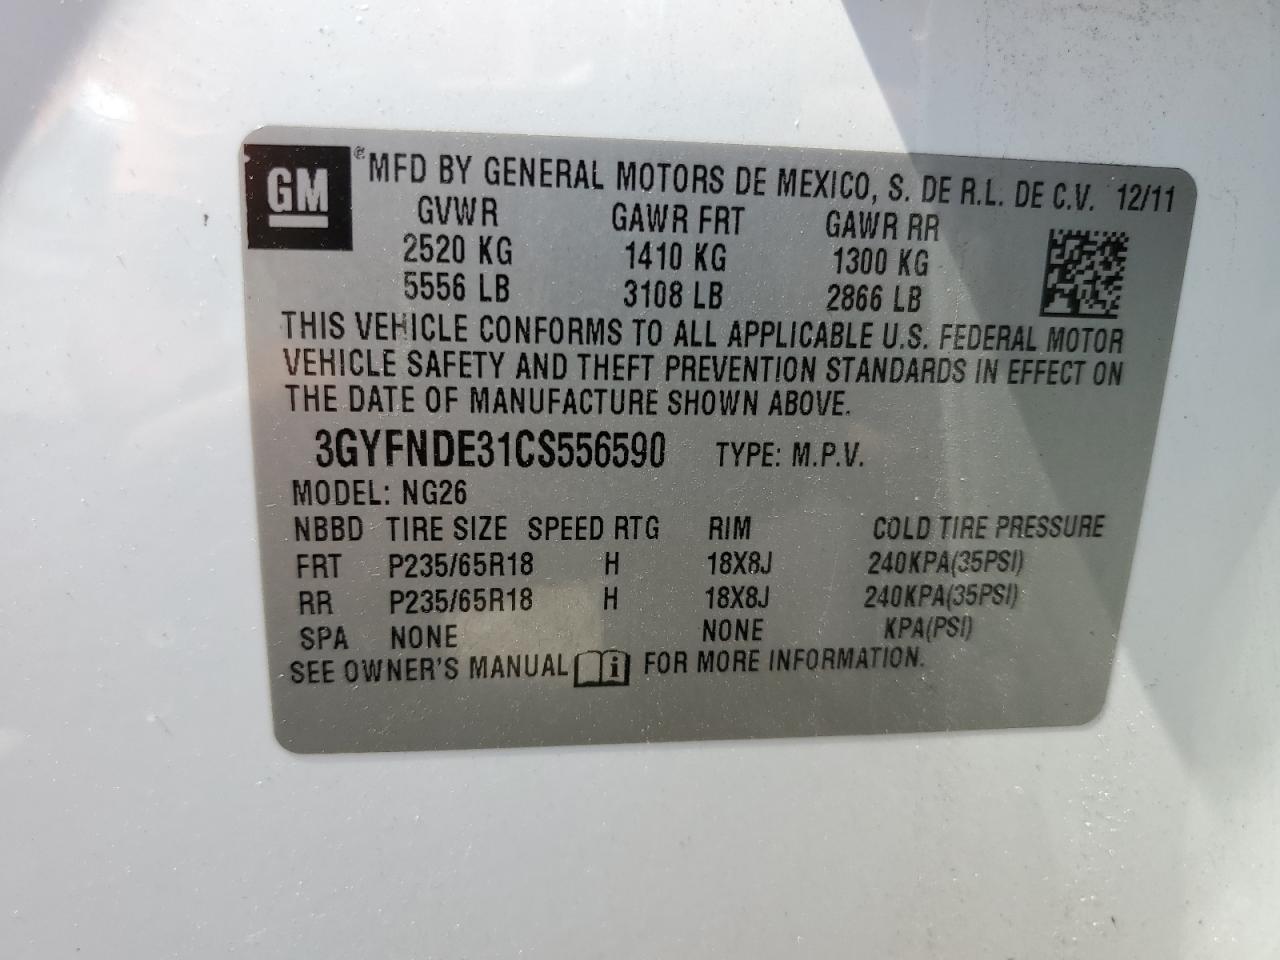 GM ® MFD BY GENERAL MOTORS DE MEXICO, S. DE R.L. DE C.V. 12/11
GVWR GAWR FRT GAWR RR
2520 KG 1410 KG 1300 KG
5556 LB 3108 LB 2866 LB
THIS VEHICLE CONFORMS TO ALL APPLICABLE U.S. FEDERAL MOTOR
VEHICLE SAFETY AND THEFT PREVENTION STANDARDS IN EFFECT ON
THE DATE OF MANUFACTURE SHOWN ABOVE.
3GYFNDE31CS556590 TYPE: M.P.V.
MODEL: NG26
NBBD TIRE SIZE SPEED RTG RIM COLD TIRE PRESSURE
FRT P235/65R18 H 18X8J 240KPA(35PSI)
RR P235/65R18 H 18X8J 240KPA(35PSI)
SPA NONE NONE KPA(PSI)
SEE OWNER'S MANUAL i FOR MORE INFORMATION.